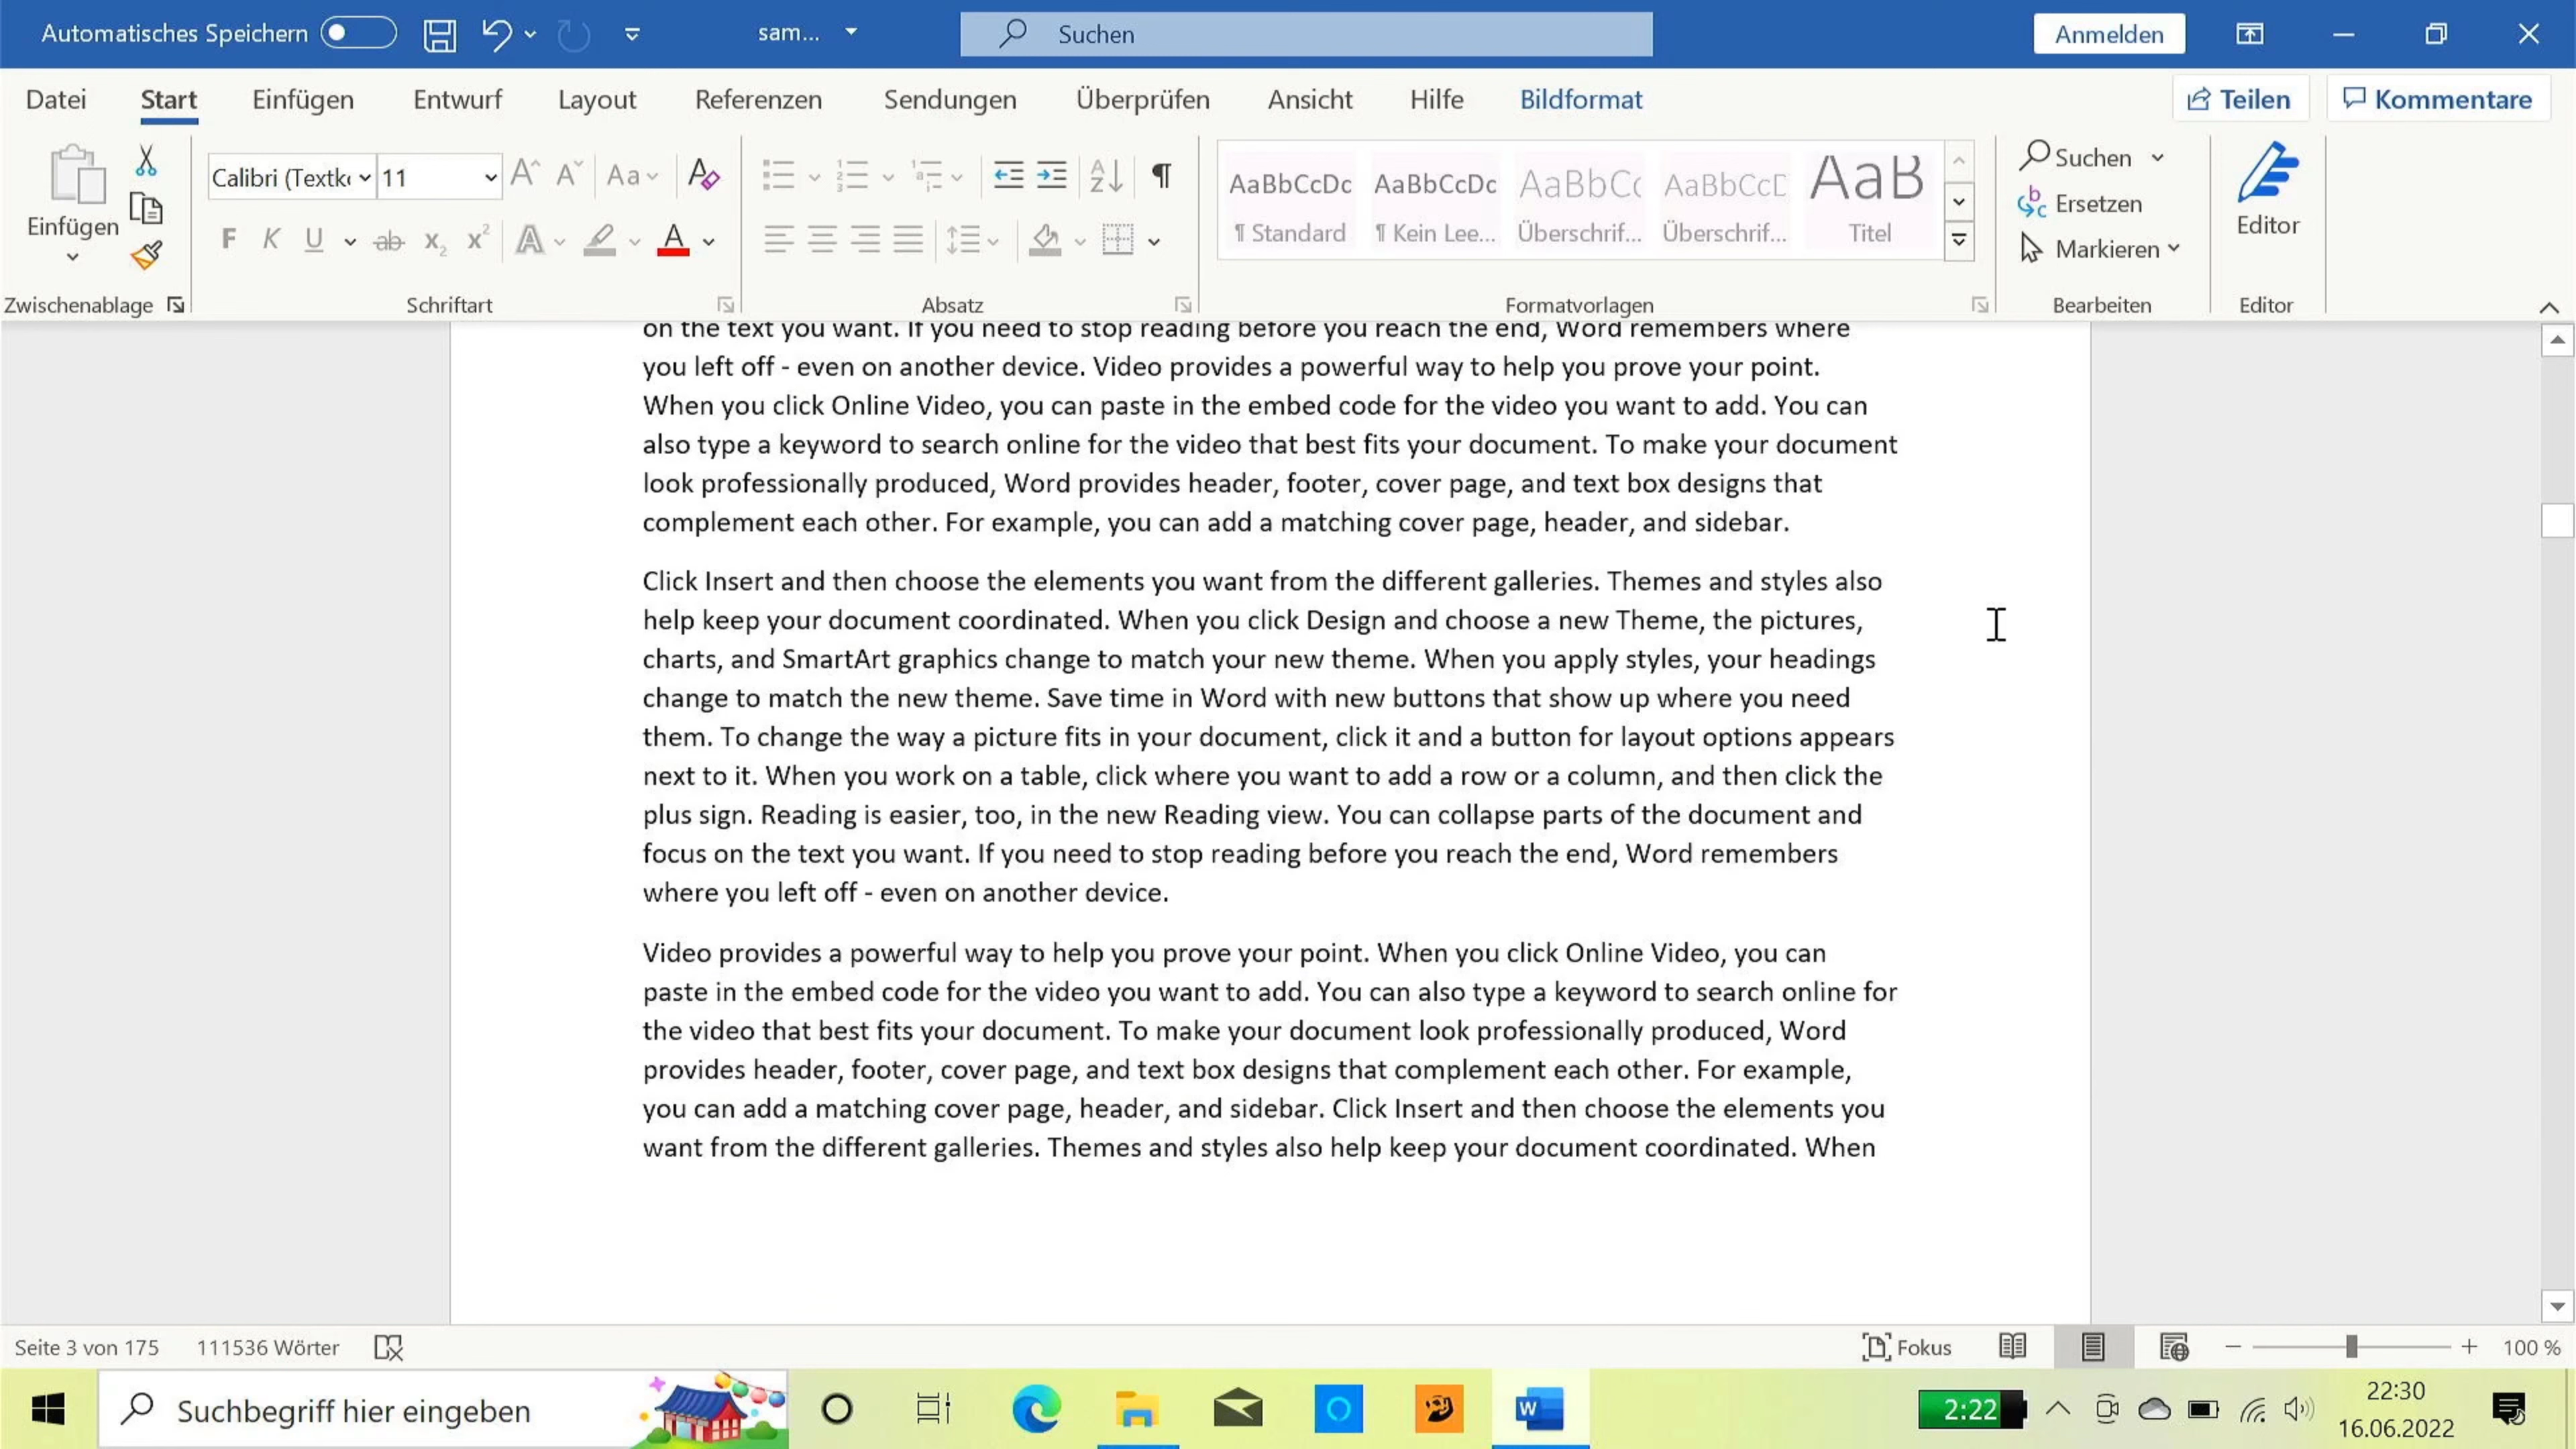 Automatisches Speichern
sam...
Suchen
Anmelden
Datei Start Einfügen Entwurf Layout Referenzen Sendungen Überprüfen Ansicht Hilfe Bildformat Teilen Kommentare
Einfügen
Calibri (Textk 11
Aa
F K U ab x₂ x² A A
AaBbCcDc AaBbCcDc AaBbCc AaBbCcD AaB
¶ Standard ¶ Kein Lee... Überschrif... Überschrif... Titel
Suchen
Ersetzen
Markieren
Editor
Zwischenablage Schriftart Absatz Formatvorlagen Bearbeiten Editor
on the text you want. If you need to stop reading before you reach the end, Word remembers where
you left off - even on another device. Video provides a powerful way to help you prove your point.
When you click Online Video, you can paste in the embed code for the video you want to add. You can
also type a keyword to search online for the video that best fits your document. To make your document
look professionally produced, Word provides header, footer, cover page, and text box designs that
complement each other. For example, you can add a matching cover page, header, and sidebar.
Click Insert and then choose the elements you want from the different galleries. Themes and styles also
help keep your document coordinated. When you click Design and choose a new Theme, the pictures,
charts, and SmartArt graphics change to match your new theme. When you apply styles, your headings
change to match the new theme. Save time in Word with new buttons that show up where you need
them. To change the way a picture fits in your document, click it and a button for layout options appears
next to it. When you work on a table, click where you want to add a row or a column, and then click the
plus sign. Reading is easier, too, in the new Reading view. You can collapse parts of the document and
focus on the text you want. If you need to stop reading before you reach the end, Word remembers
where you left off - even on another device.
Video provides a powerful way to help you prove your point. When you click Online Video, you can
paste in the embed code for the video you want to add. You can also type a keyword to search online for
the video that best fits your document. To make your document look professionally produced, Word
provides header, footer, cover page, and text box designs that complement each other. For example,
you can add a matching cover page, header, and sidebar. Click Insert and then choose the elements you
want from the different galleries. Themes and styles also help keep your document coordinated. When
Seite 3 von 175 111536 Wörter Fokus 100 %
Suchbegriff hier eingeben
2:22
22:30
16.06.2022